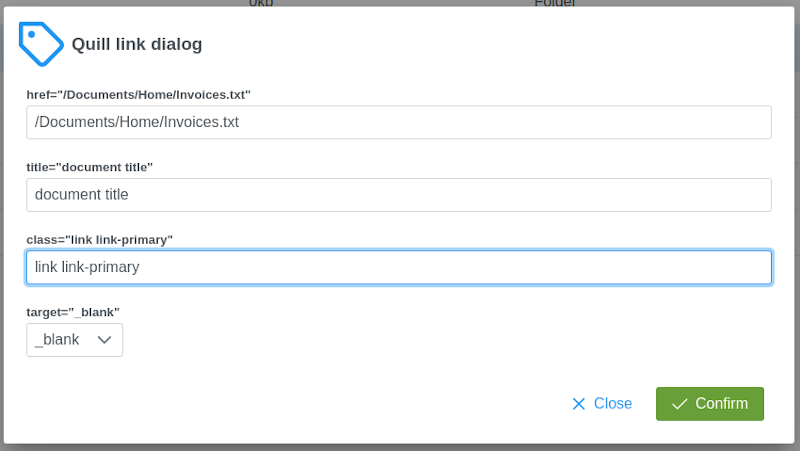 0kb Folder
Quill link dialog
href="/Documents/Home/Invoices.txt"
/Documents/Home/Invoices.txt
title="document title"
document title
class="link link-primary"
link link-primary
target="_blank"
_blank
Close Confirm